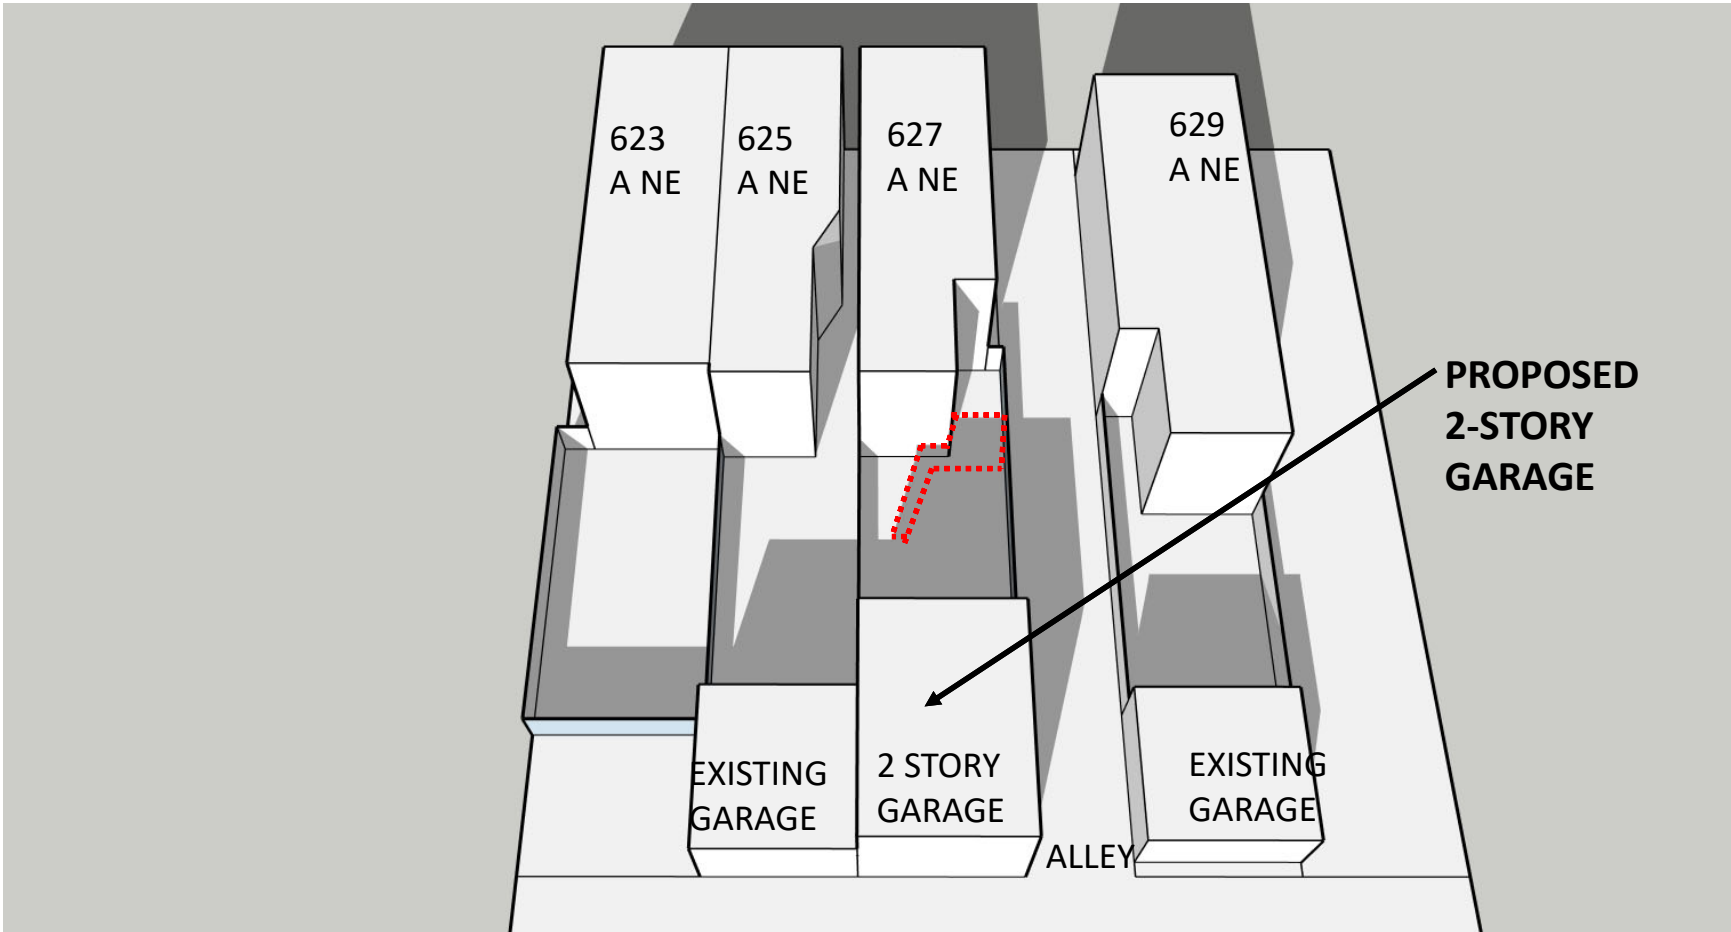 623
A NE
625
A NE
627
A NE
629
A NE
PROPOSED
2-STORY
GARAGE
EXISTING
GARAGE
2 STORY
GARAGE
EXISTING
GARAGE
ALLEY